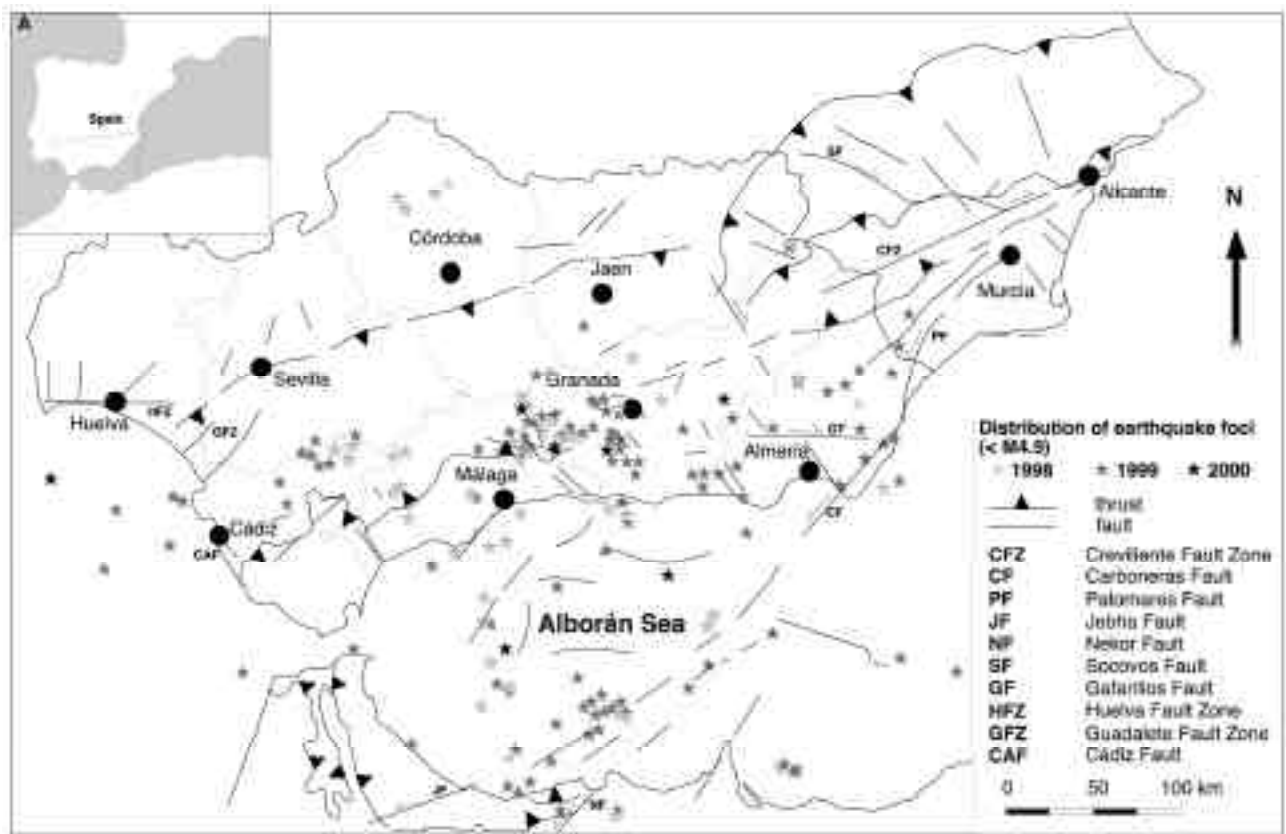 A
Spain
SF
Alicante
N
Córdoba
CFZ
Jaen
Murcia
PF
Sevilla
Granada
HFZ
Huelva
GFZ
GF
Almería
Málaga
Cádiz
CAF
CF
Alborán Sea
JF
NF
Distribution of earthquake foci
(< M4.9)
1998 1999 2000
thrust
fault
CFZ Crevillente Fault Zone
CF Carboneras Fault
PF Palomares Fault
JF Jebha Fault
NF Nekor Fault
SF Socovos Fault
GF Gafarillos Fault
HFZ Huelva Fault Zone
GFZ Guadalete Fault Zone
CAF Cádiz Fault
0 50 100 km